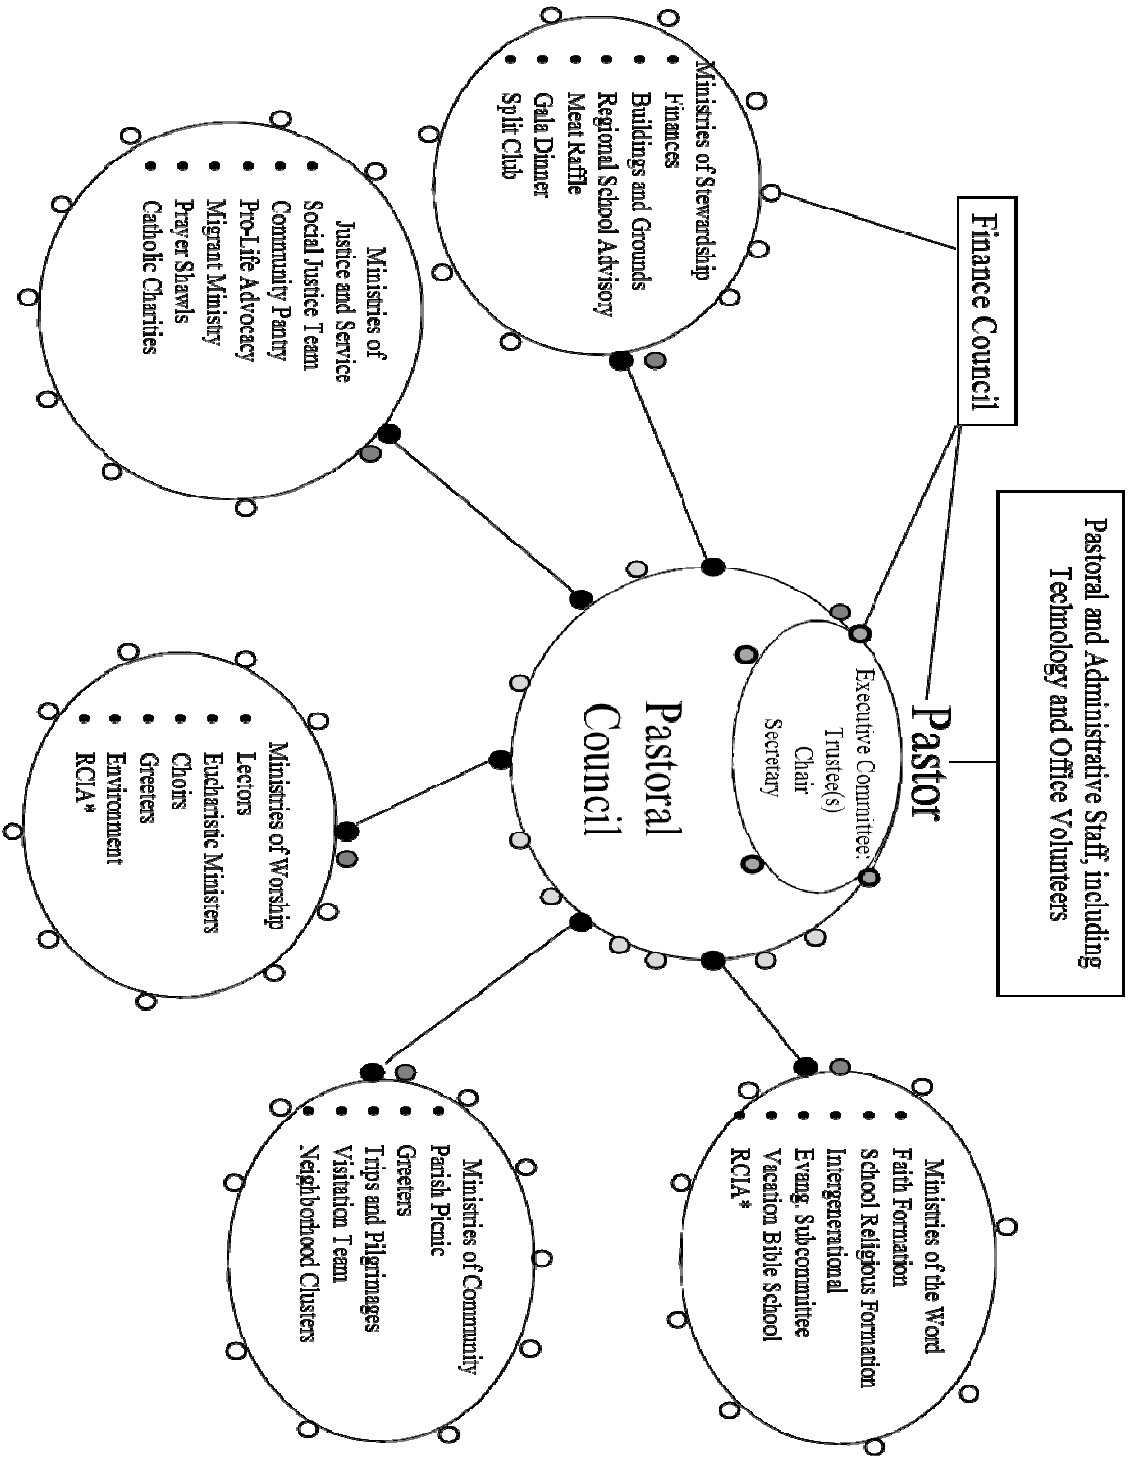 Pastoral and Administrative Staff, including
Technology and Office Volunteers
Finance Council
Pastor
Executive Committee:
Trustee(s)
Chair
Secretary
Pastoral
Council
Ministries of Stewardship
• Finances
• Buildings and Grounds
• Regional School Advisory
• Meat Raffle
• Gala Dinner
• Split Club
Ministries of
Justice and Service
• Social Justice Team
• Community Pantry
• Pro-Life Advocacy
• Migrant Ministry
• Prayer Shawls
• Catholic Charities
Ministries of Worship
• Lectors
• Eucharistic Ministers
• Choirs
• Greeters
• Environment
• RCIA*
Ministries of Community
• Parish Picnic
• Greeters
• Trips and Pilgrimages
• Visitation Team
• Neighborhood Clusters
Ministries of the Word
• Faith Formation
• School Religious Formation
• Intergenerational
• Evang. Subcommittee
• Vacation Bible School
• RCIA*